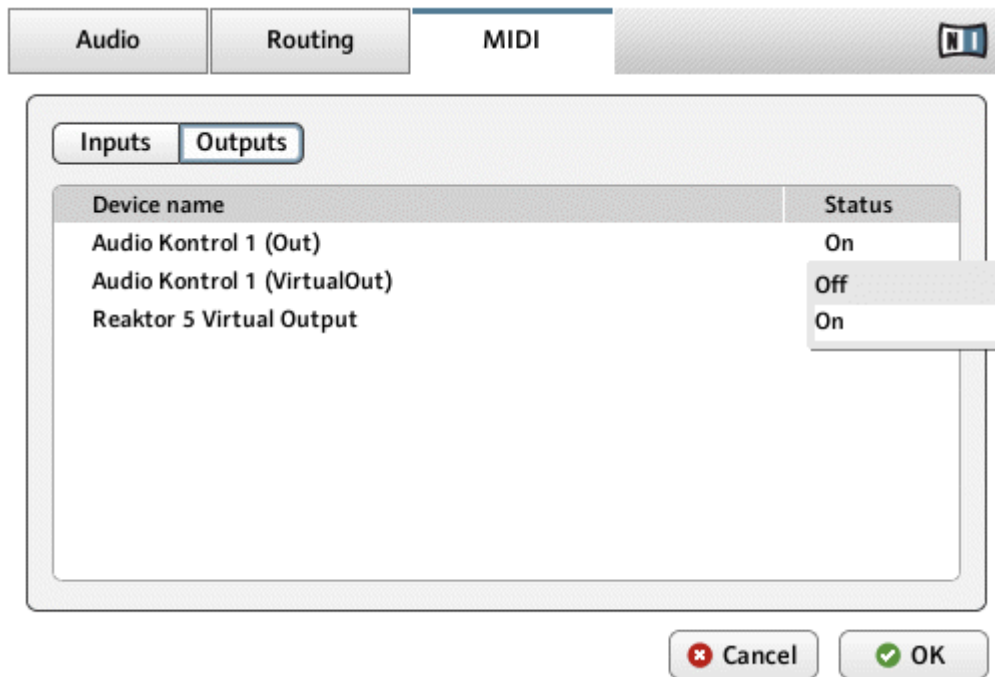 Audio Routing MIDI NI
Inputs Outputs
Device name Status
Audio Kontrol 1 (Out) On
Audio Kontrol 1 (VirtualOut) Off
Reaktor 5 Virtual Output On
Cancel OK